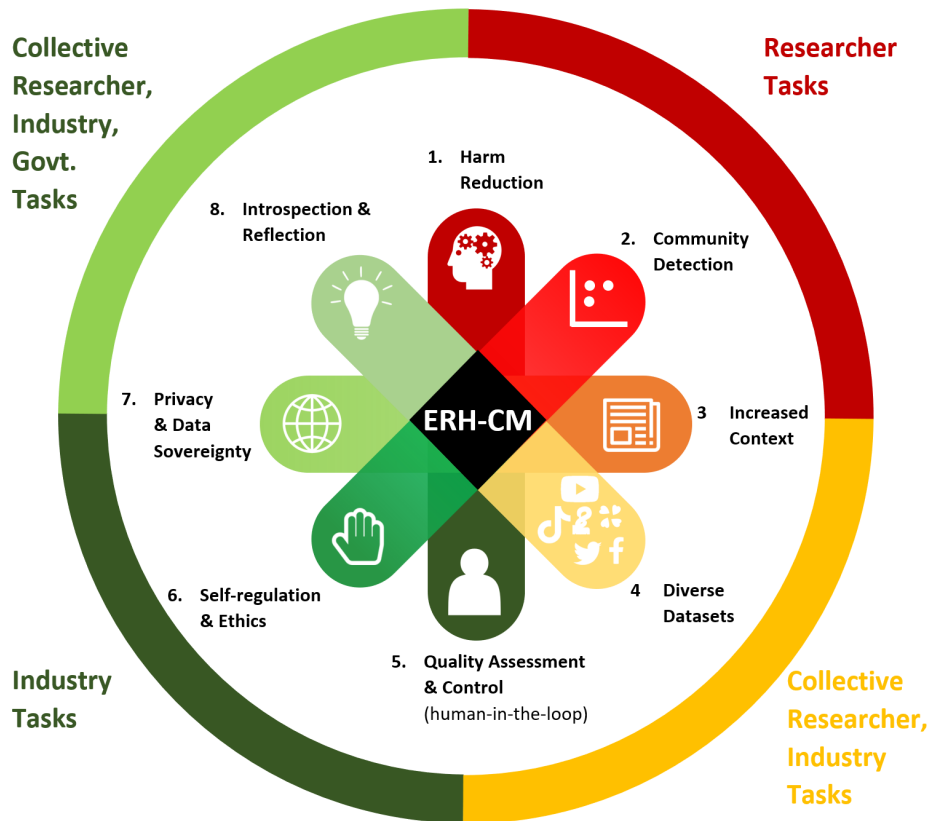 Collective
Researcher,
Industry,
Govt.
Tasks
Researcher
Tasks
1. Harm
Reduction
2. Community
Detection
3 Increased
Context
4 Diverse
Datasets
5. Quality Assessment
& Control
(human-in-the-loop)
6. Self-regulation
& Ethics
7. Privacy
& Data
Sovereignty
8. Introspection &
Reflection
ERH-CM
Industry
Tasks
Collective
Researcher,
Industry
Tasks